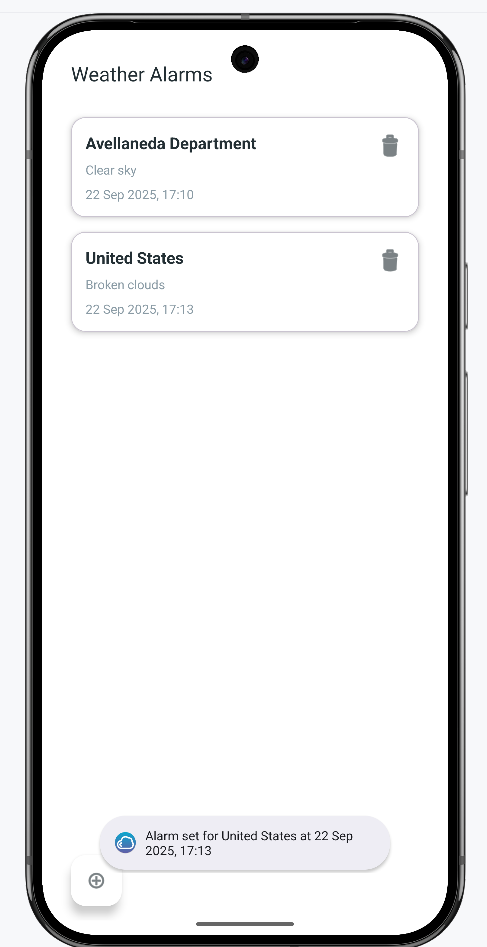 Weather Alarms
Avellaneda Department
Clear sky
22 Sep 2025, 17:10
United States
Broken clouds
22 Sep 2025, 17:13
Alarm set for United States at 22 Sep
2025, 17:13